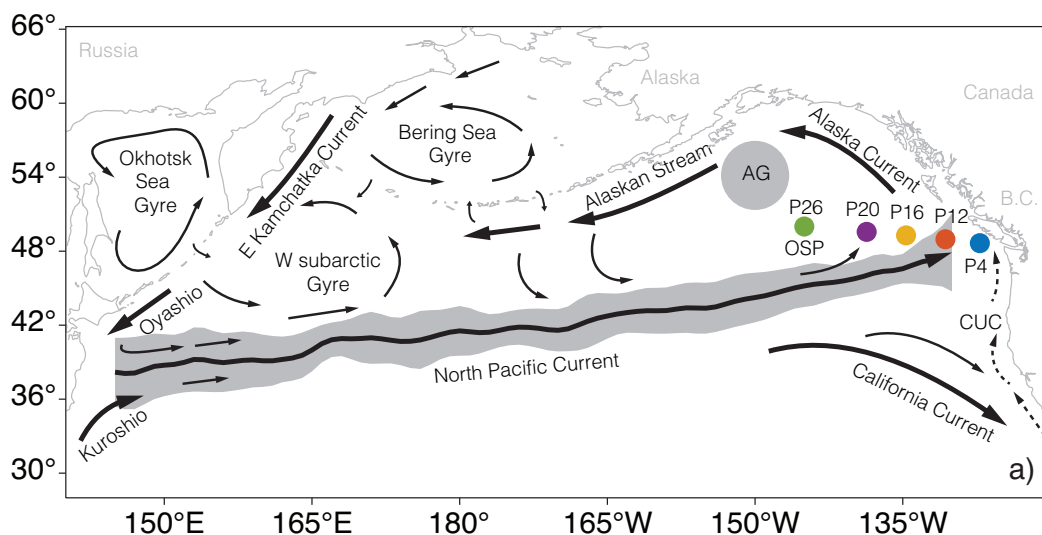 66°
60°
54°
48°
42°
36°
30°
150°E
165°E
180°
165°W
150°W
135°W
Russia
Alaska
Canada
B.C.
Okhotsk
Sea
Gyre
E Kamchatka Current
Bering Sea
Gyre
Alaskan Stream
AG
Alaska Current
P26
OSP
P20
P16
P12
P4
W subarctic
Gyre
Oyashio
Kuroshio
North Pacific Current
CUC
California Current
a)